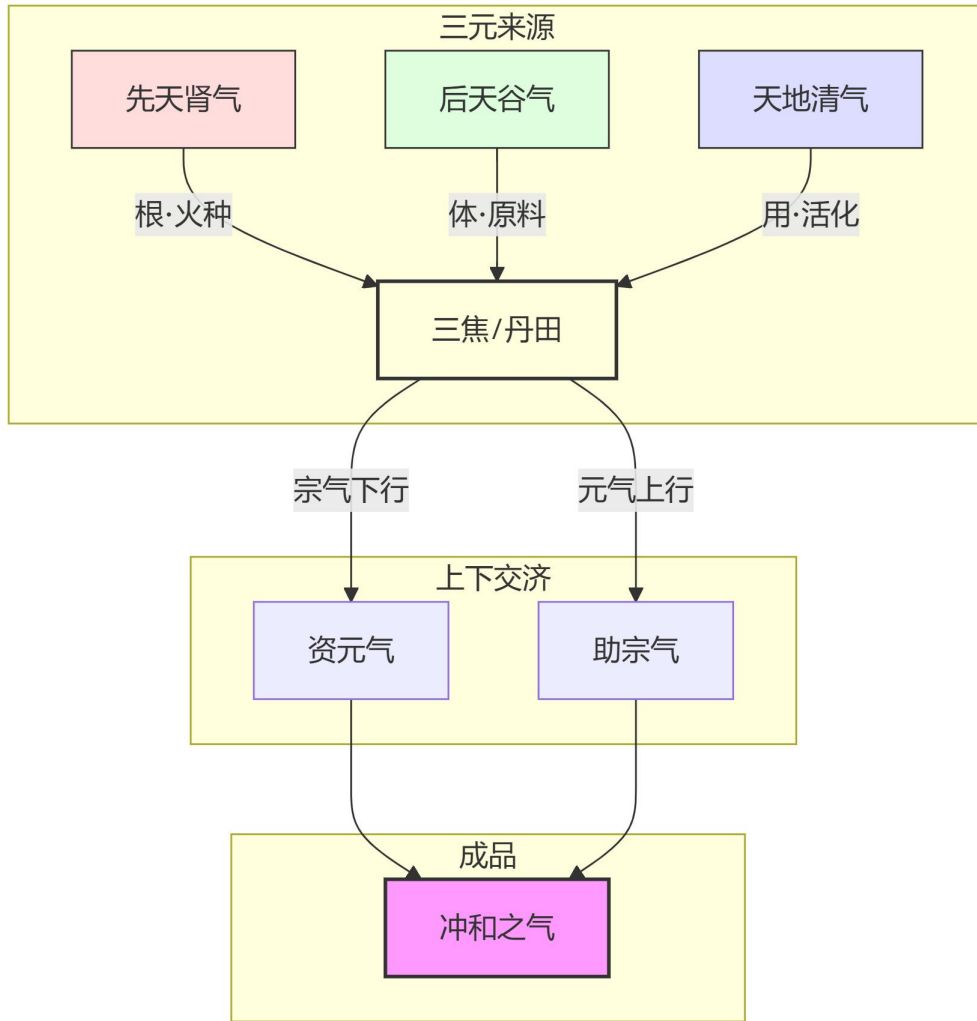 三元来源
先天肾气
后天谷气
天地清气
根·火种
体·原料
用·活化
三焦/丹田
宗气下行
元气上行
上下交济
资元气
助宗气
成品
冲和之气